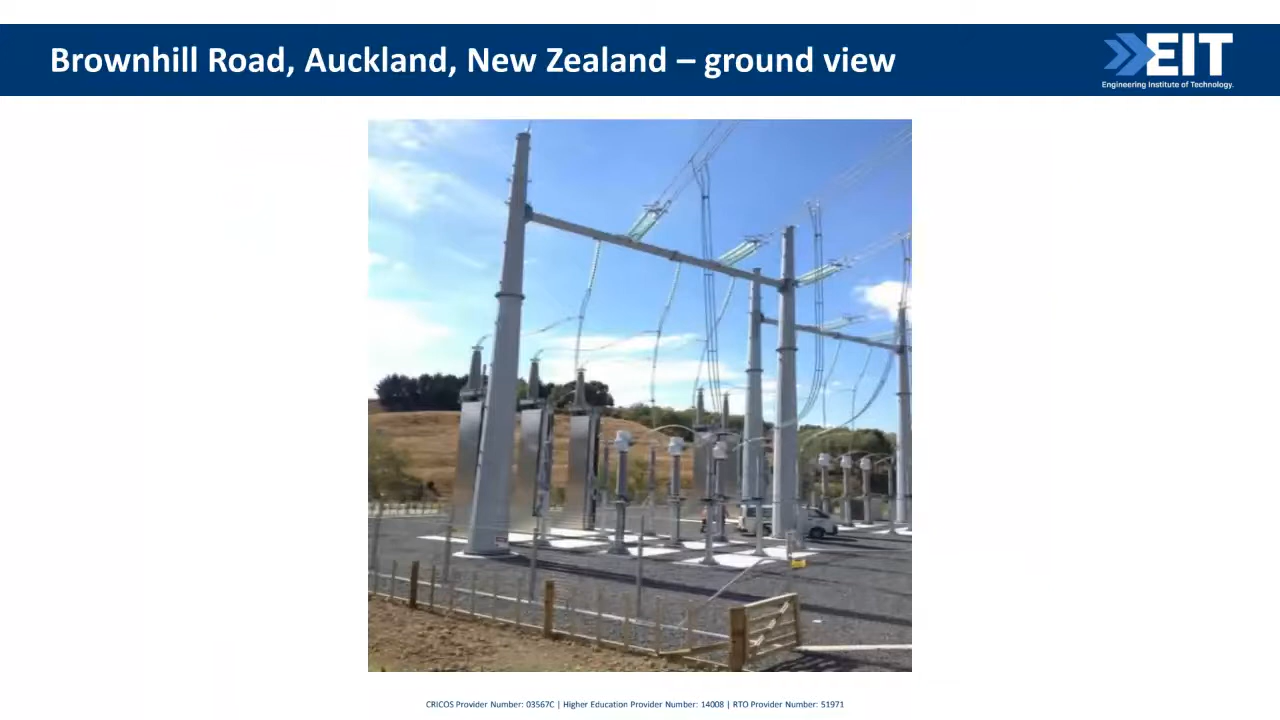 Brownhill Road, Auckland, New Zealand – ground view
EIT
Engineering Institute of Technology.
CRICOS Provider Number: 03567C | Higher Education Provider Number: 14008 | RTO Provider Number: 51971